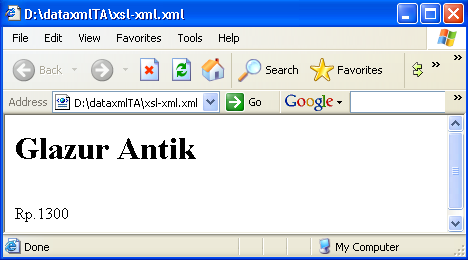 D:\dataxmlTA\xsl-xml.xml
File Edit View Favorites Tools Help
Back Search Favorites »
Address D:\dataxmlTA\xsl-xml.xml Go Google »
Glazur Antik
Rp.1300
Done My Computer